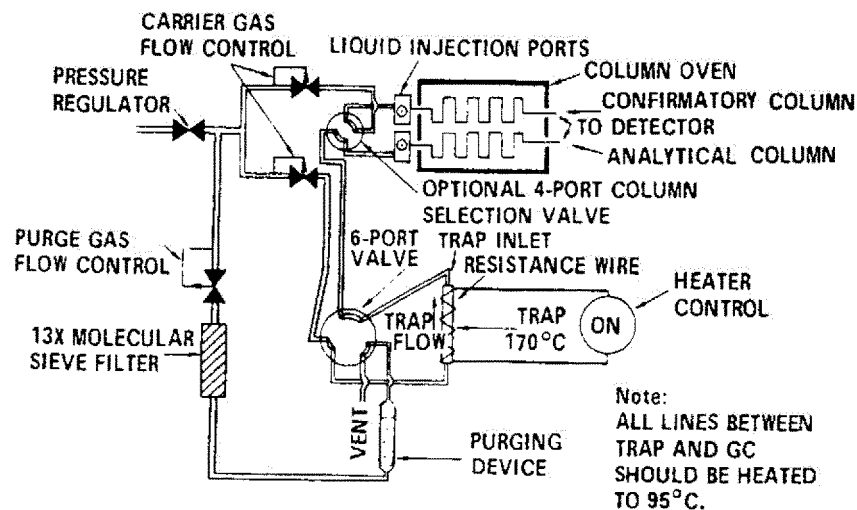 CARRIER GAS
FLOW CONTROL
LIQUID INJECTION PORTS
PRESSURE
REGULATOR
COLUMN OVEN
CONFIRMATORY COLUMN
TO DETECTOR
ANALYTICAL COLUMN
OPTIONAL 4-PORT COLUMN
SELECTION VALVE
PURGE GAS
FLOW CONTROL
6-PORT
VALVE
TRAP INLET
RESISTANCE WIRE
HEATER
CONTROL
ON
13X MOLECULAR
SIEVE FILTER
TRAP
FLOW
TRAP
170°C
VENT
PURGING
DEVICE
Note:
ALL LINES BETWEEN
TRAP AND GC
SHOULD BE HEATED
TO 95°C.